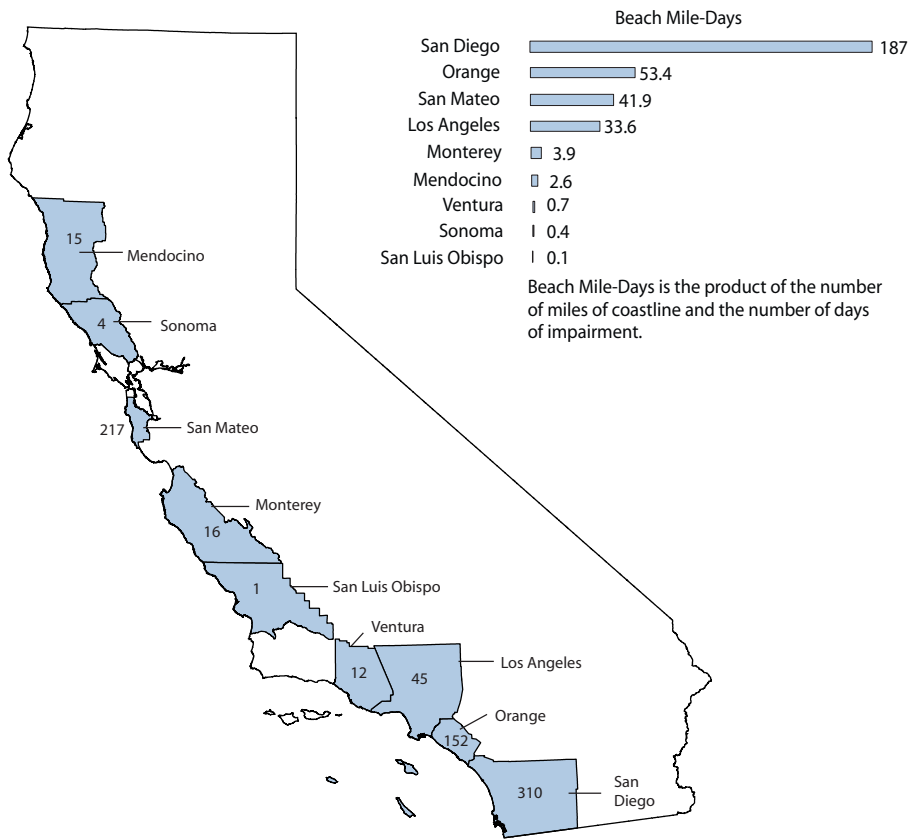 Beach Mile-Days
San Diego 187
Orange 53.4
San Mateo 41.9
Los Angeles 33.6
Monterey 3.9
Mendocino 2.6
Ventura 0.7
Sonoma 0.4
San Luis Obispo 0.1
Beach Mile-Days is the product of the number
of miles of coastline and the number of days
of impairment.
15
Mendocino
4
Sonoma
217
San Mateo
Monterey
16
1
San Luis Obispo
Ventura
12
45
Los Angeles
Orange
152
310
San
Diego